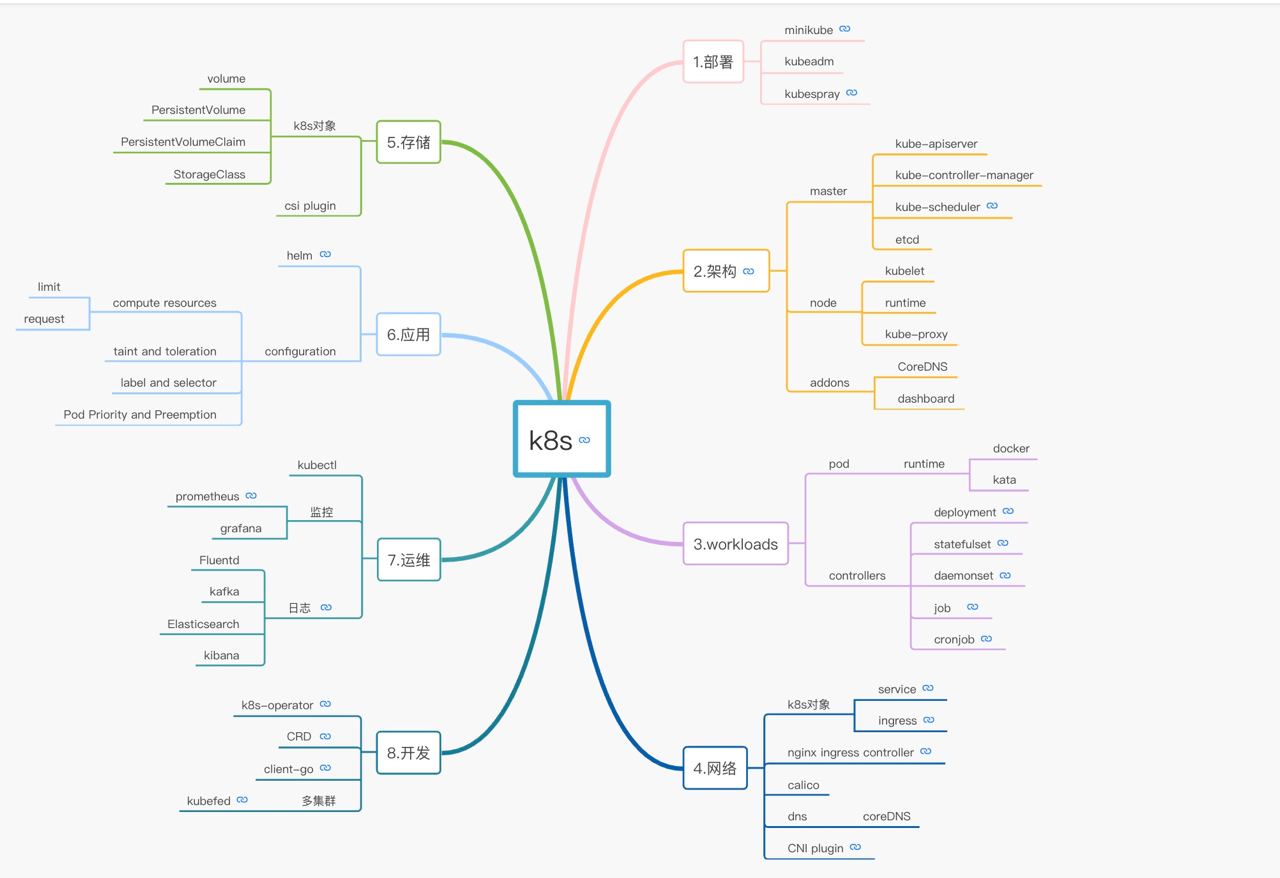 k8s
1.部署
minikube
kubeadm
kubespray
2.架构
master
kube-apiserver
kube-controller-manager
kube-scheduler
etcd
node
kubelet
runtime
kube-proxy
addons
CoreDNS
dashboard
3.workloads
pod
runtime
docker
kata
controllers
deployment
statefulset
daemonset
job
cronjob
4.网络
k8s对象
service
ingress
nginx ingress controller
calico
dns
coreDNS
CNI plugin
5.存储
k8s对象
volume
PersistentVolume
PersistentVolumeClaim
StorageClass
csi plugin
6.应用
helm
configuration
compute resources
limit
request
taint and toleration
label and selector
Pod Priority and Preemption
7.运维
kubectl
监控
prometheus
grafana
日志
Fluentd
kafka
Elasticsearch
kibana
8.开发
k8s-operator
CRD
client-go
多集群
kubefed